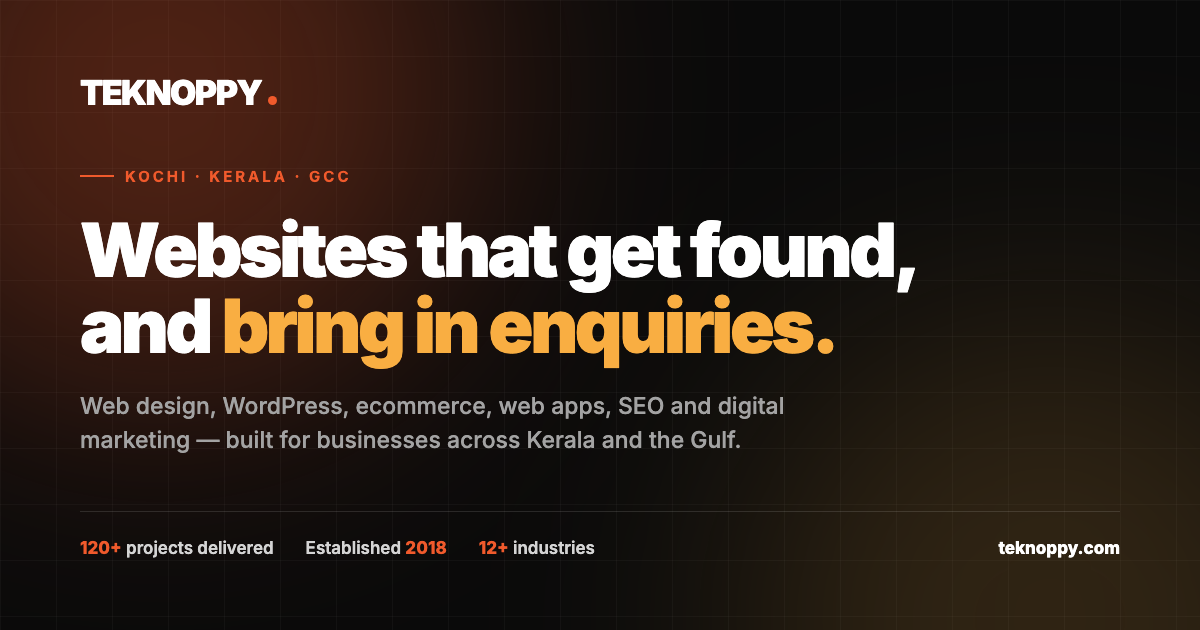 TEKNOPPY.
KOCHI · KERALA · GCC
Websites that get found,
and bring in enquiries.
Web design, WordPress, ecommerce, web apps, SEO and digital
marketing — built for businesses across Kerala and the Gulf.
120+ projects delivered Established 2018 12+ industries teknoppy.com